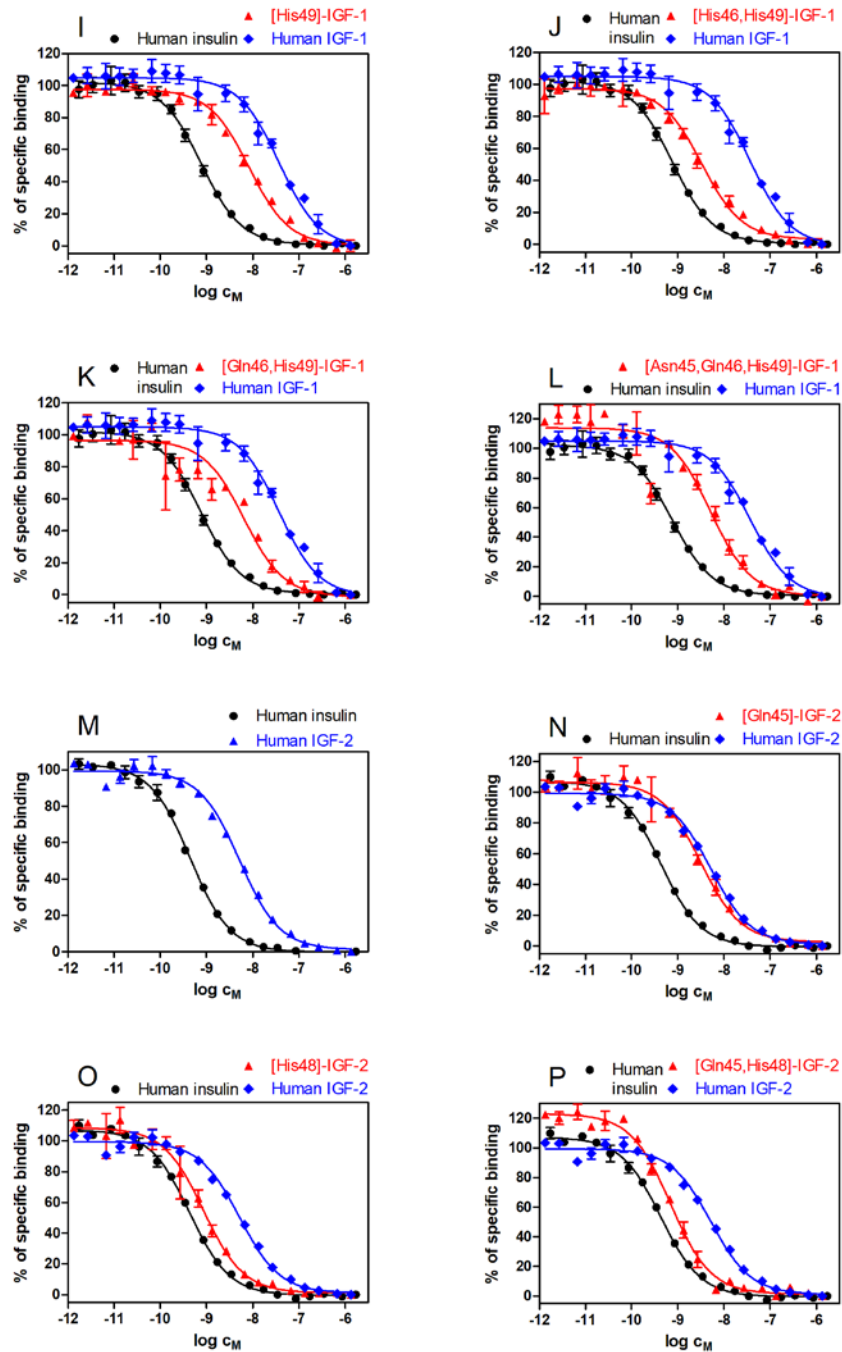 I
[His49]-IGF-1
Human insulin Human IGF-1
% of specific binding
120
100
80
60
40
20
0
-12 -11 -10 -9 -8 -7 -6
log cM
J
Human insulin
[His46,His49]-IGF-1
Human IGF-1
% of specific binding
120
100
80
60
40
20
0
-12 -11 -10 -9 -8 -7 -6
log cM
K
Human insulin
[Gln46,His49]-IGF-1
Human IGF-1
% of specific binding
120
100
80
60
40
20
0
-12 -11 -10 -9 -8 -7 -6
log cM
L
[Asn45,Gln46,His49]-IGF-1
Human insulin Human IGF-1
% of specific binding
120
100
80
60
40
20
0
-12 -11 -10 -9 -8 -7 -6
log cM
M
Human insulin
Human IGF-2
% of specific binding
100
80
60
40
20
0
-12 -11 -10 -9 -8 -7 -6
log cM
N
[Gln45]-IGF-2
Human insulin Human IGF-2
% of specific binding
120
100
80
60
40
20
0
-12 -11 -10 -9 -8 -7 -6
log cM
O
[His48]-IGF-2
Human insulin Human IGF-2
% of specific binding
120
100
80
60
40
20
0
-12 -11 -10 -9 -8 -7 -6
log cM
P
Human insulin
[Gln45,His48]-IGF-2
Human IGF-2
% of specific binding
120
100
80
60
40
20
0
-12 -11 -10 -9 -8 -7 -6
log cM